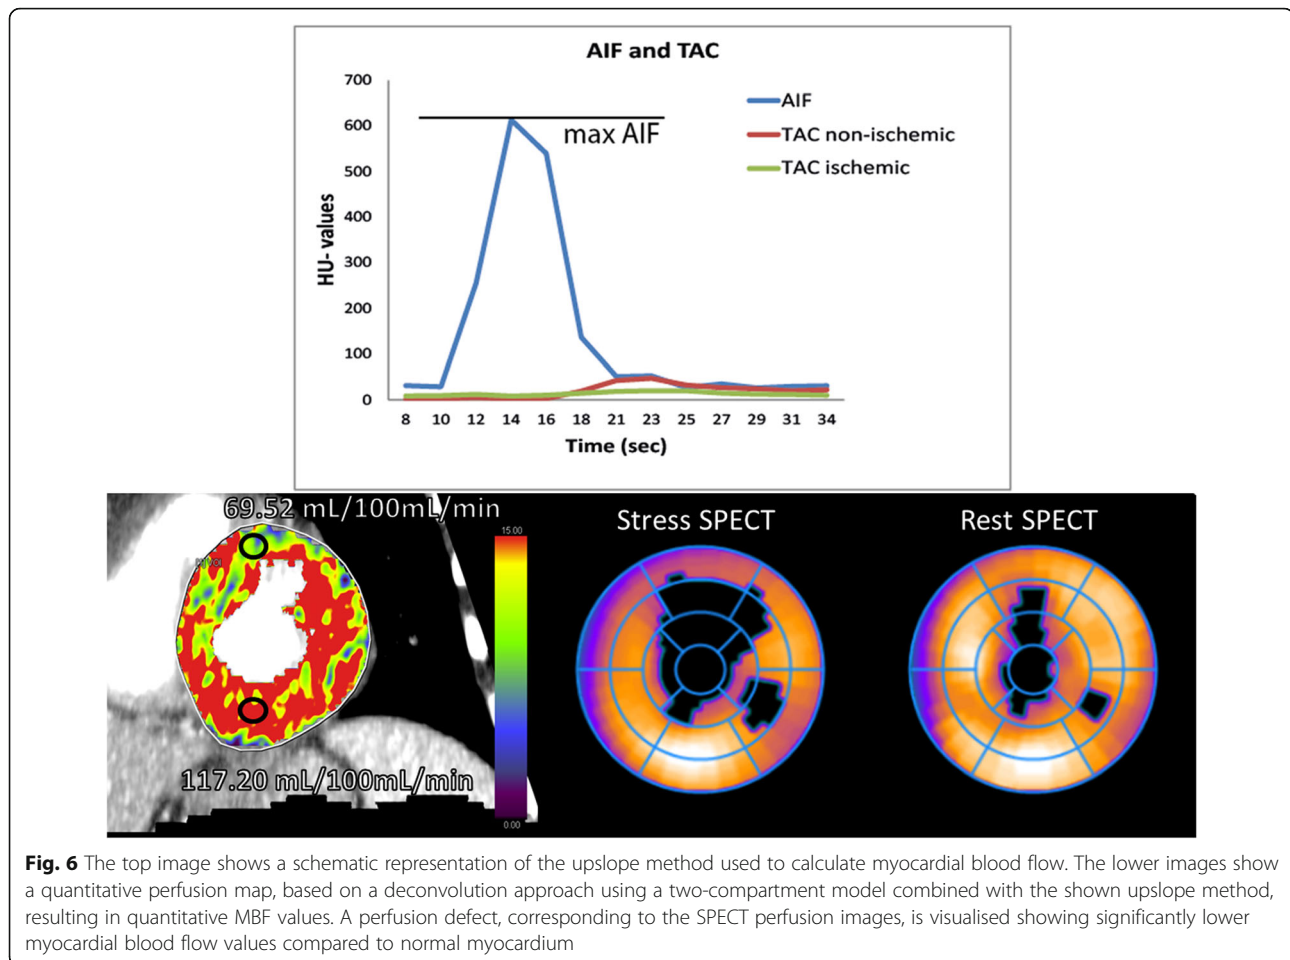 AIF and TAC
700
600
500
400
300
200
100
0
HU- values
max AIF
AIF
TAC non-ischemic
TAC ischemic
8 10 12 14 16 18 21 23 25 27 29 31 34
Time (sec)
69.52 mL/100mL/min
15.00
0.00
117.20 mL/100mL/min
Stress SPECT
Rest SPECT
Fig. 6 The top image shows a schematic representation of the upslope method used to calculate myocardial blood flow. The lower images show
a quantitative perfusion map, based on a deconvolution approach using a two-compartment model combined with the shown upslope method,
resulting in quantitative MBF values. A perfusion defect, corresponding to the SPECT perfusion images, is visualised showing significantly lower
myocardial blood flow values compared to normal myocardium